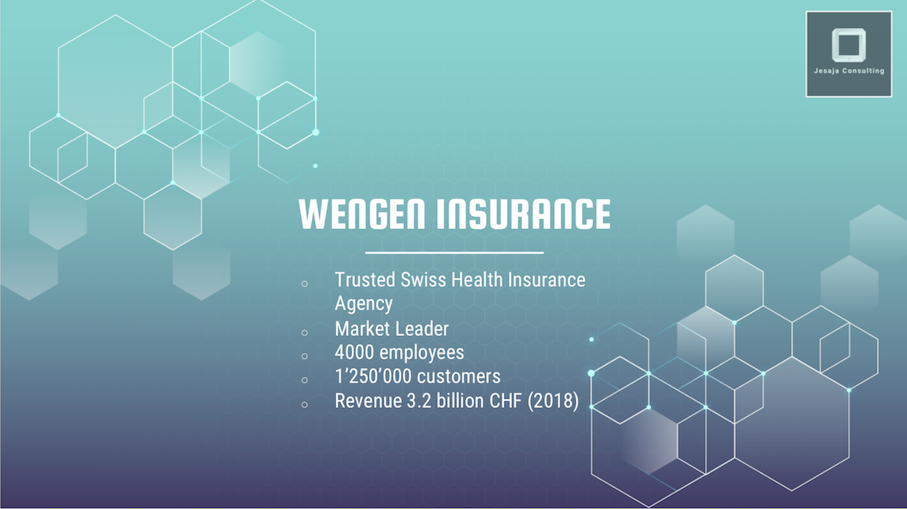 Jesaja Consulting
WENGEN INSURANCE
Trusted Swiss Health Insurance
Agency
Market Leader
4000 employees
1’250’000 customers
Revenue 3.2 billion CHF (2018)